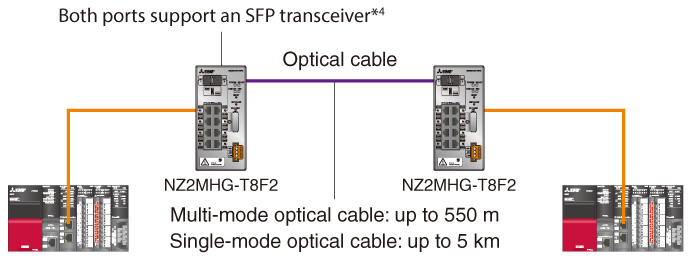 Both ports support an SFP transceiver*4
Optical cable
NZ2MHG-T8F2
NZ2MHG-T8F2
Multi-mode optical cable: up to 550 m
Single-mode optical cable: up to 5 km